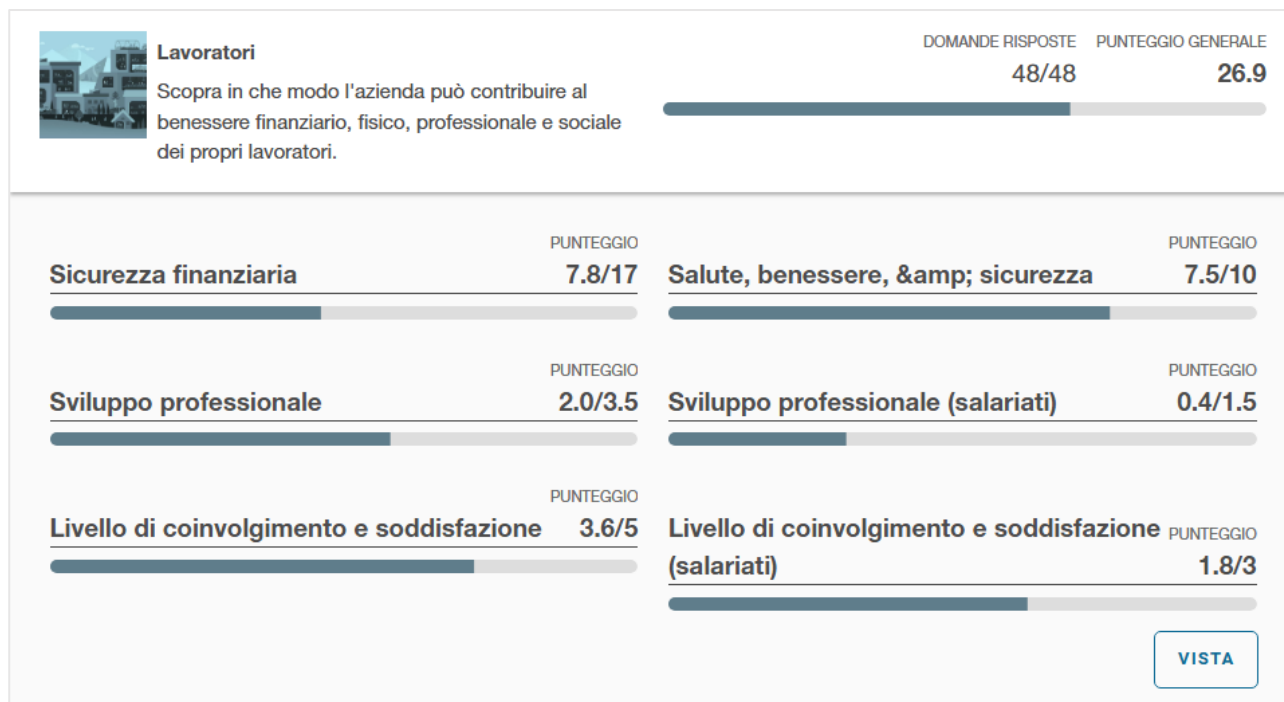 Lavoratori
Scopra in che modo l'azienda può contribuire al
benessere finanziario, fisico, professionale e sociale
dei propri lavoratori.
DOMANDE RISPOSTE PUNTEGGIO GENERALE
48/48 26.9
PUNTEGGIO
Sicurezza finanziaria 7.8/17
PUNTEGGIO
Salute, benessere, &amp; sicurezza 7.5/10
PUNTEGGIO
Sviluppo professionale 2.0/3.5
PUNTEGGIO
Sviluppo professionale (salariati) 0.4/1.5
PUNTEGGIO
Livello di coinvolgimento e soddisfazione 3.6/5
Livello di coinvolgimento e soddisfazione PUNTEGGIO
(salariati) 1.8/3
VISTA